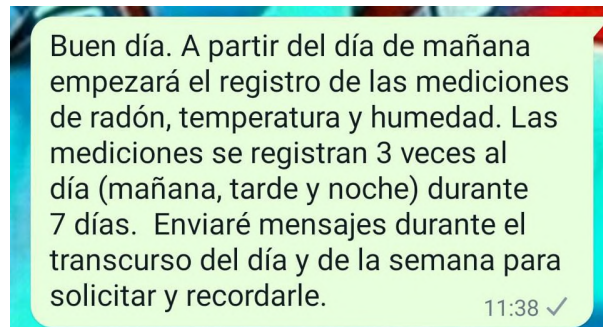 Buen día. A partir del día de mañana
empezará el registro de las mediciones
de radón, temperatura y humedad. Las
mediciones se registran 3 veces al
día (mañana, tarde y noche) durante
7 días.  Enviaré mensajes durante el
transcurso del día y de la semana para
solicitar y recordarle.
11:38